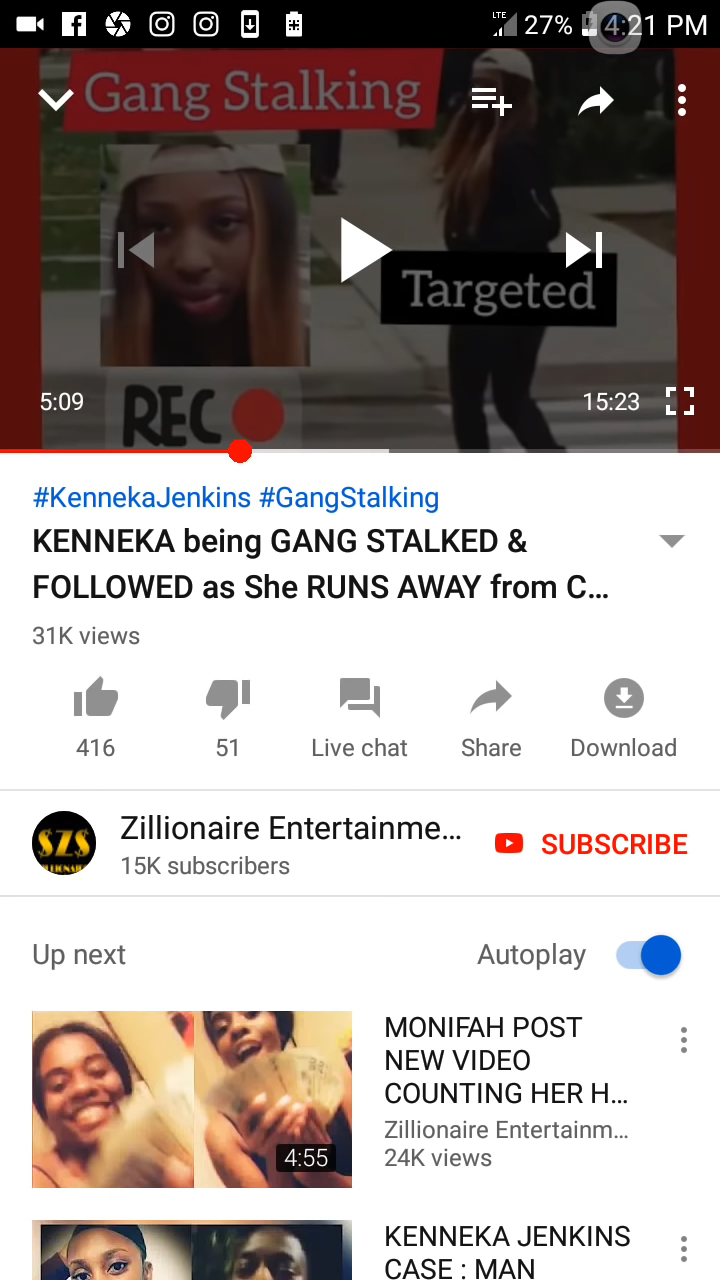 LTE 27% 4:21 PM
Gang Stalking
Targeted
5:09
15:23
REC
#KennekaJenkins #GangStalking
KENNEKA being GANG STALKED &
FOLLOWED as She RUNS AWAY from C...
31K views
416
51
Live chat
Share
Download
$ZS
Zillionaire Entertainme...
15K subscribers
SUBSCRIBE
Up next
Autoplay
MONIFAH POST
NEW VIDEO
COUNTING HER H...
Zillionaire Entertainm...
24K views
4:55
KENNEKA JENKINS
CASE : MAN